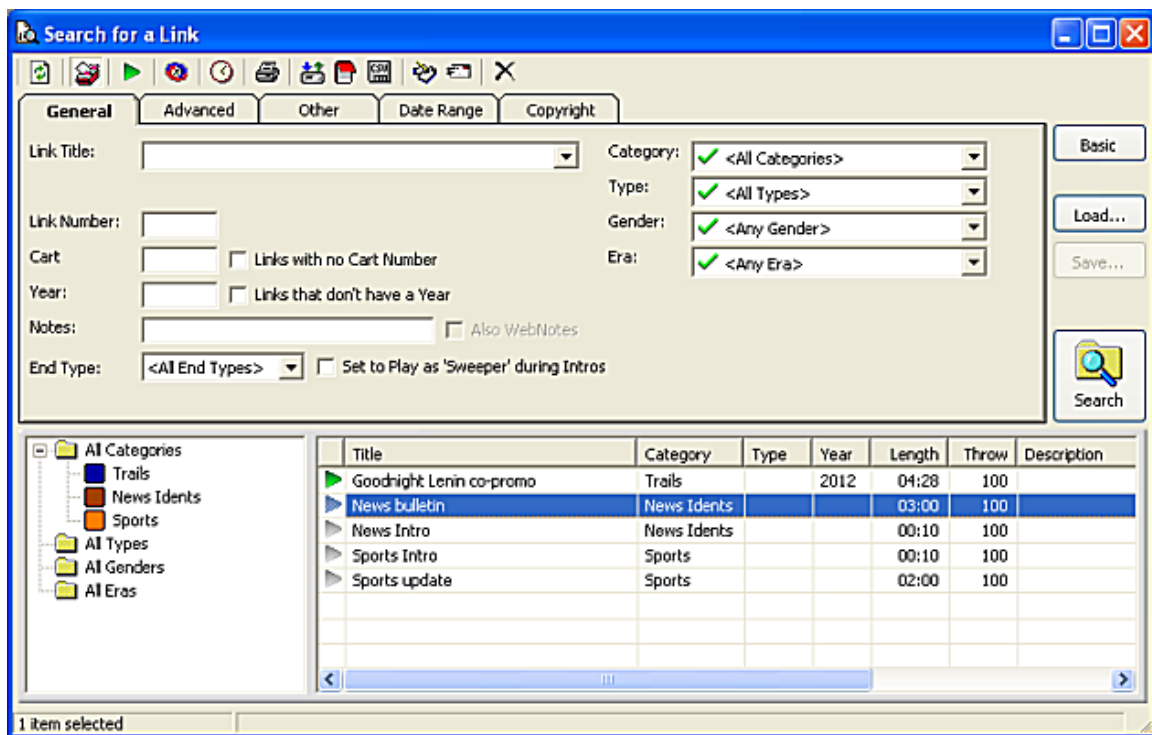 Search for a Link
General Advanced Other Date Range Copyright
Link Title: Category: <All Categories> Basic
Type: <All Types>
Link Number: Gender: <Any Gender> Load...
Cart Links with no Cart Number Era: <Any Era> Save...
Year: Links that don't have a Year
Notes: Also WebNotes
End Type: <All End Types> Set to Play as 'Sweeper' during Intros
Search
All Categories
Trails
News Idents
Sports
All Types
All Genders
All Eras
Title Category Type Year Length Throw Description
Goodnight Lenin co-promo Trails 2012 04:28 100
News bulletin News Idents 03:00 100
News Intro News Idents 00:10 100
Sports Intro Sports 00:10 100
Sports update Sports 02:00 100
1 item selected